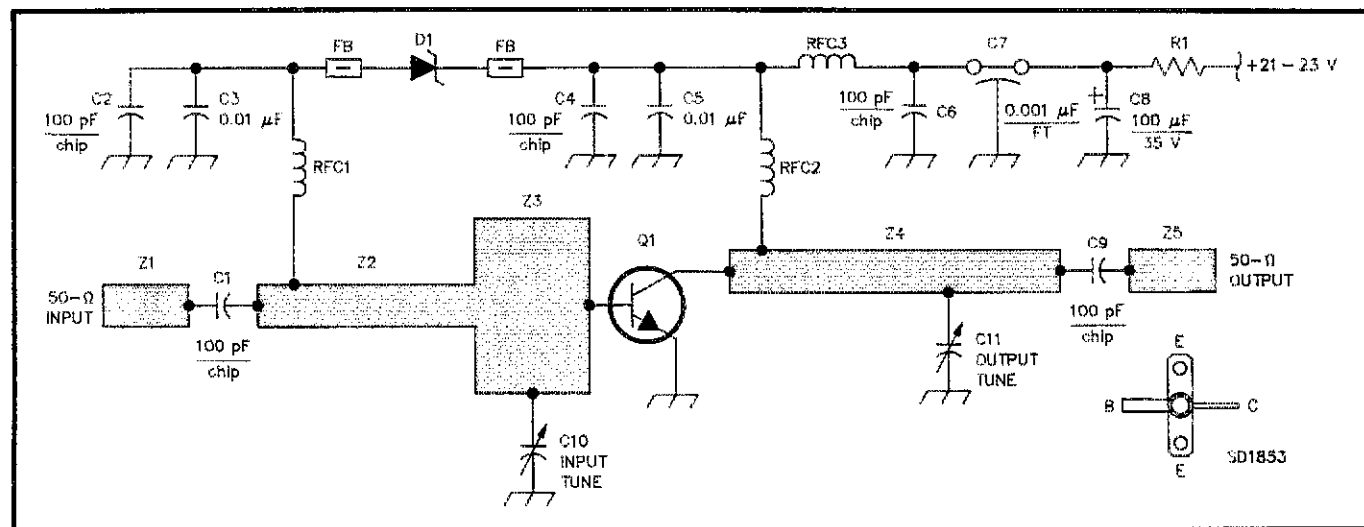 FB
D1
FB
RFC3
C7
R1
+21-23 V
C2
100 pF
chip
C3
0.01 µF
C4
100 pF
chip
C5
0.01 µF
100 pF
chip
C6
0.001 µF
FT
+
C8
100 µF
35 V
RFC1
RFC2
Z1
50-Ω
INPUT
C1
100 pF
chip
Z2
Z3
Q1
Z4
C9
100 pF
chip
Z5
50-Ω
OUTPUT
C10
INPUT
TUNE
C11
OUTPUT
TUNE
E
B
C
E
SD1853